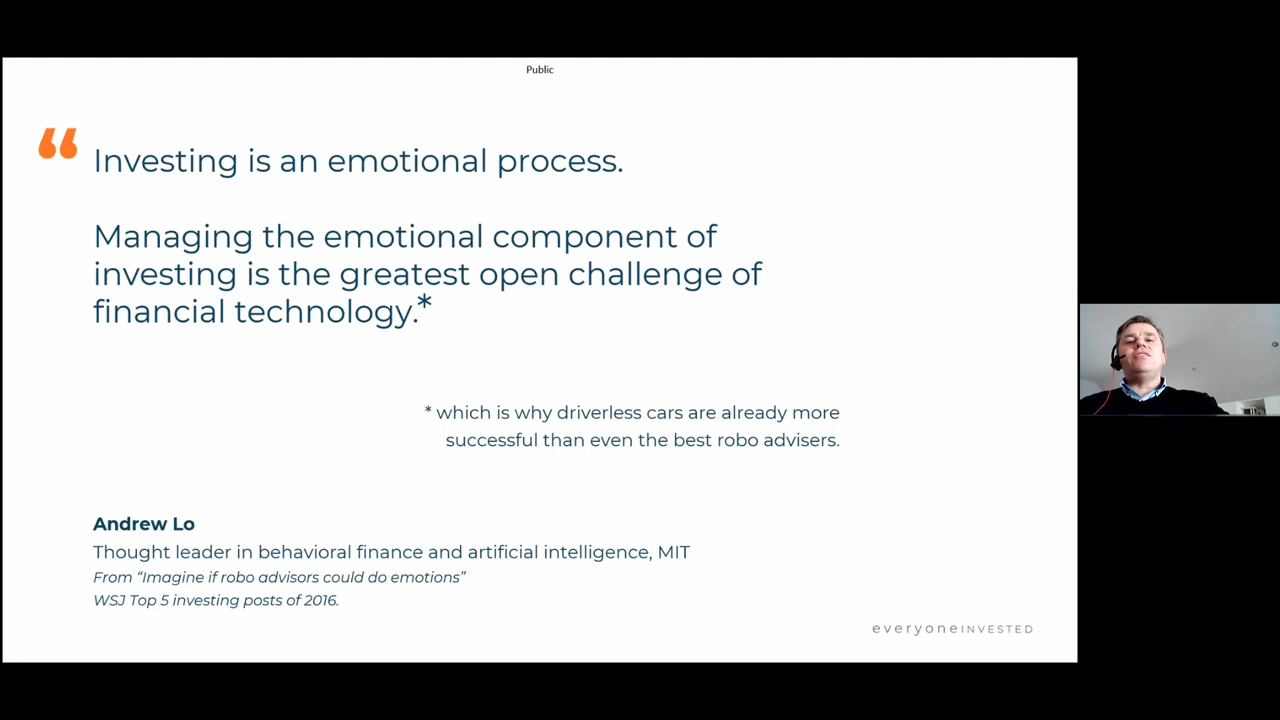 Public
“ Investing is an emotional process.
Managing the emotional component of
investing is the greatest open challenge of
financial technology.*
* which is why driverless cars are already more
successful than even the best robo advisers.
Andrew Lo
Thought leader in behavioral finance and artificial intelligence, MIT
From “Imagine if robo advisors could do emotions”
WSJ Top 5 investing posts of 2016.
everyoneINVESTED